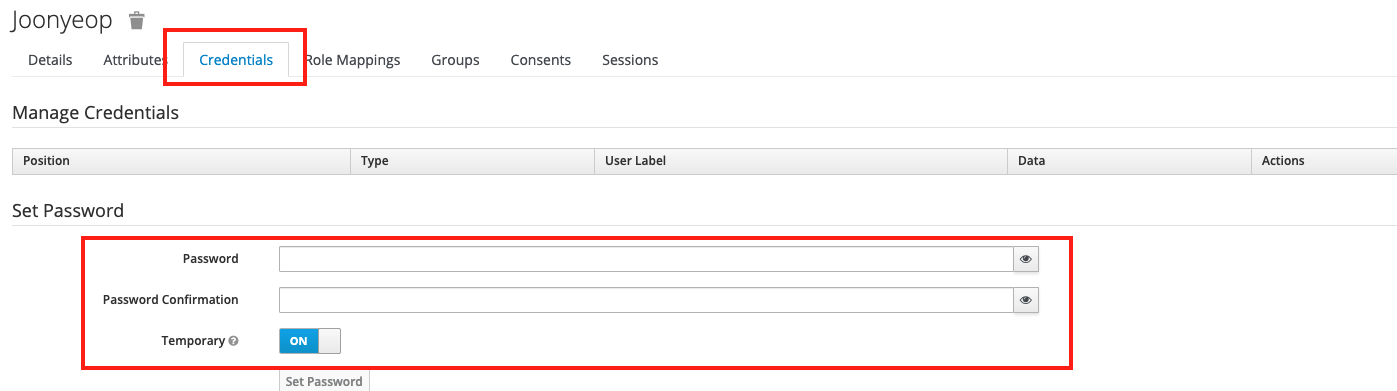 Joonyeop
Details Attributes Credentials Role Mappings Groups Consents Sessions
Manage Credentials
Position Type User Label Data Actions
Set Password
Password
Password Confirmation
Temporary ? ON
Set Password